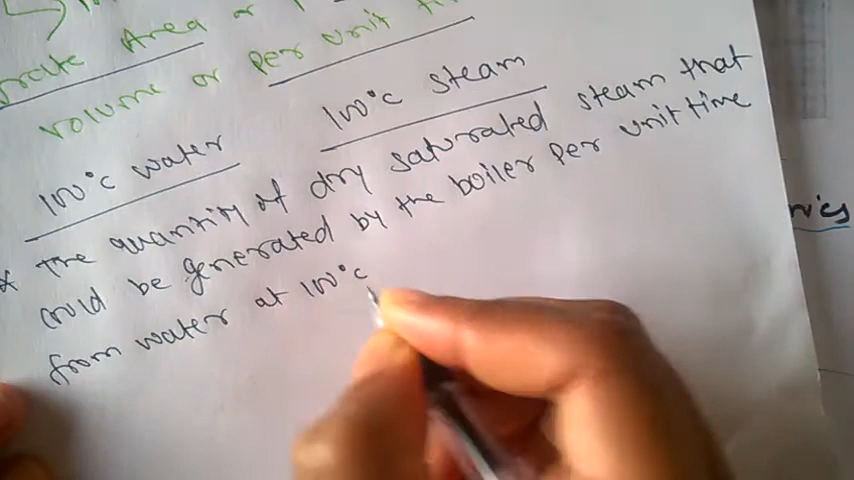 Area or
volume or per unit
100°c water 100°c steam
* the quantity of dry saturated steam that
could be generated by the boiler per unit time
from water at 100°c